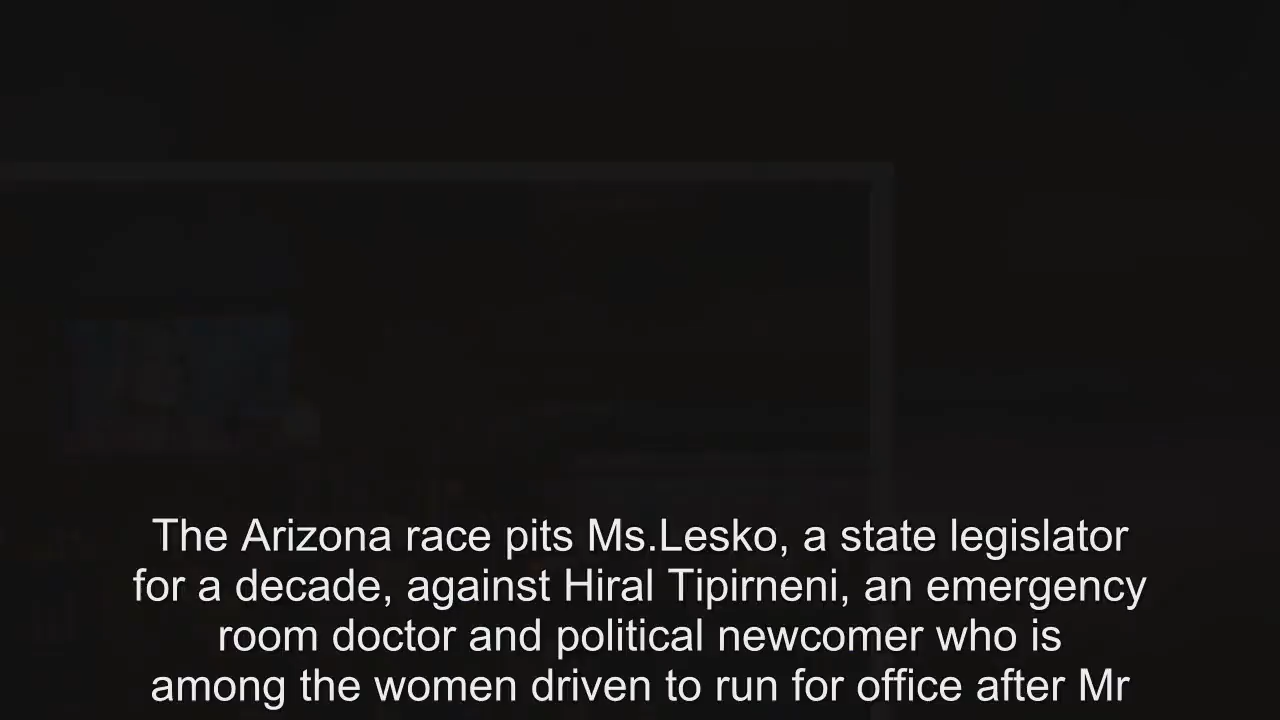 The Arizona race pits Ms.Lesko, a state legislator
for a decade, against Hiral Tipirneni, an emergency
room doctor and political newcomer who is
among the women driven to run for office after Mr